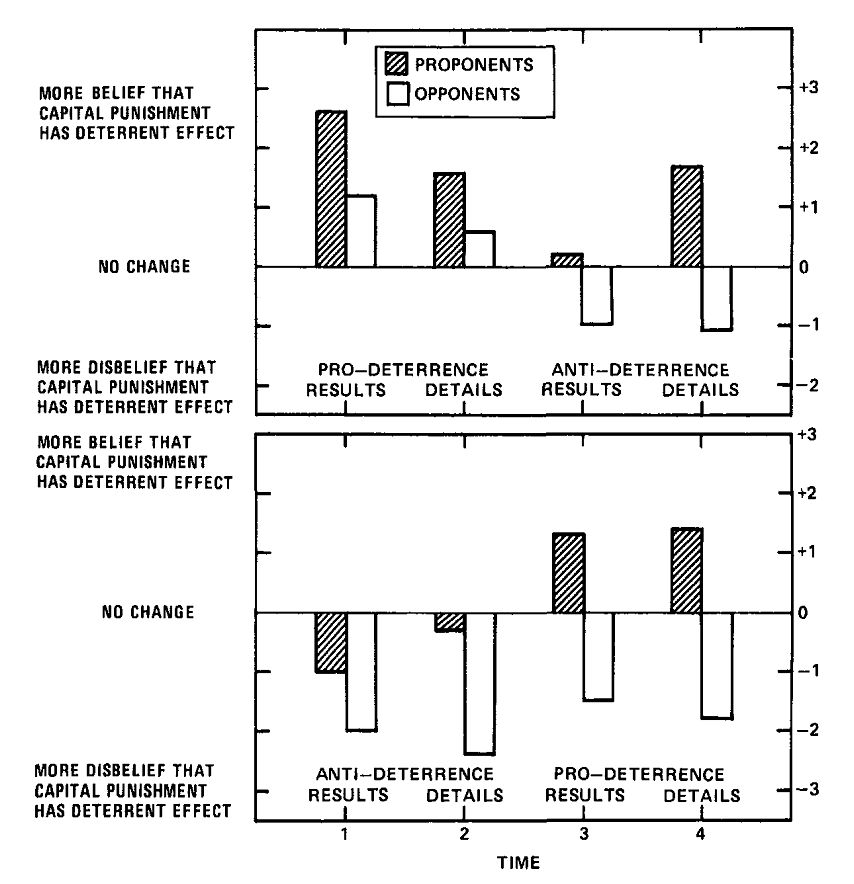 PROPONENTS
OPPONENTS
MORE BELIEF THAT
CAPITAL PUNISHMENT
HAS DETERRENT EFFECT
NO CHANGE
MORE DISBELIEF THAT
CAPITAL PUNISHMENT
HAS DETERRENT EFFECT
+3
+2
+1
0
−1
−2
PRO–DETERRENCE
RESULTS DETAILS
ANTI–DETERRENCE
RESULTS DETAILS
MORE BELIEF THAT
CAPITAL PUNISHMENT
HAS DETERRENT EFFECT
NO CHANGE
MORE DISBELIEF THAT
CAPITAL PUNISHMENT
HAS DETERRENT EFFECT
+3
+2
+1
0
−1
−2
−3
ANTI–DETERRENCE
RESULTS DETAILS
PRO–DETERRENCE
RESULTS DETAILS
1 2 3 4
TIME